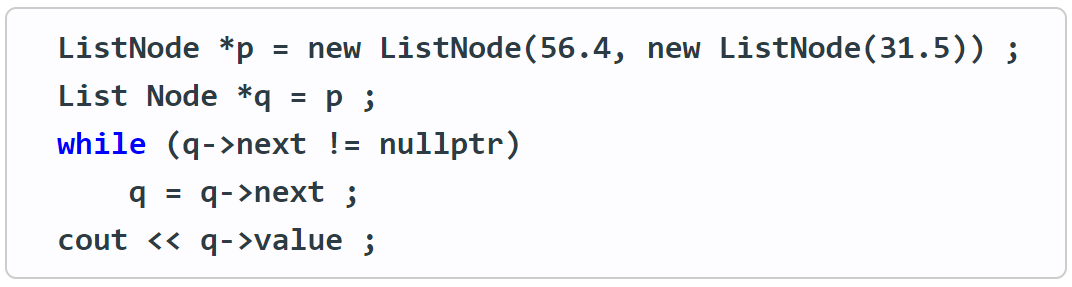 ListNode *p = new ListNode(56.4, new ListNode(31.5)) ;
List Node *q = p ;
while (q->next != nullptr)
    q = q->next ;
cout << q->value ;